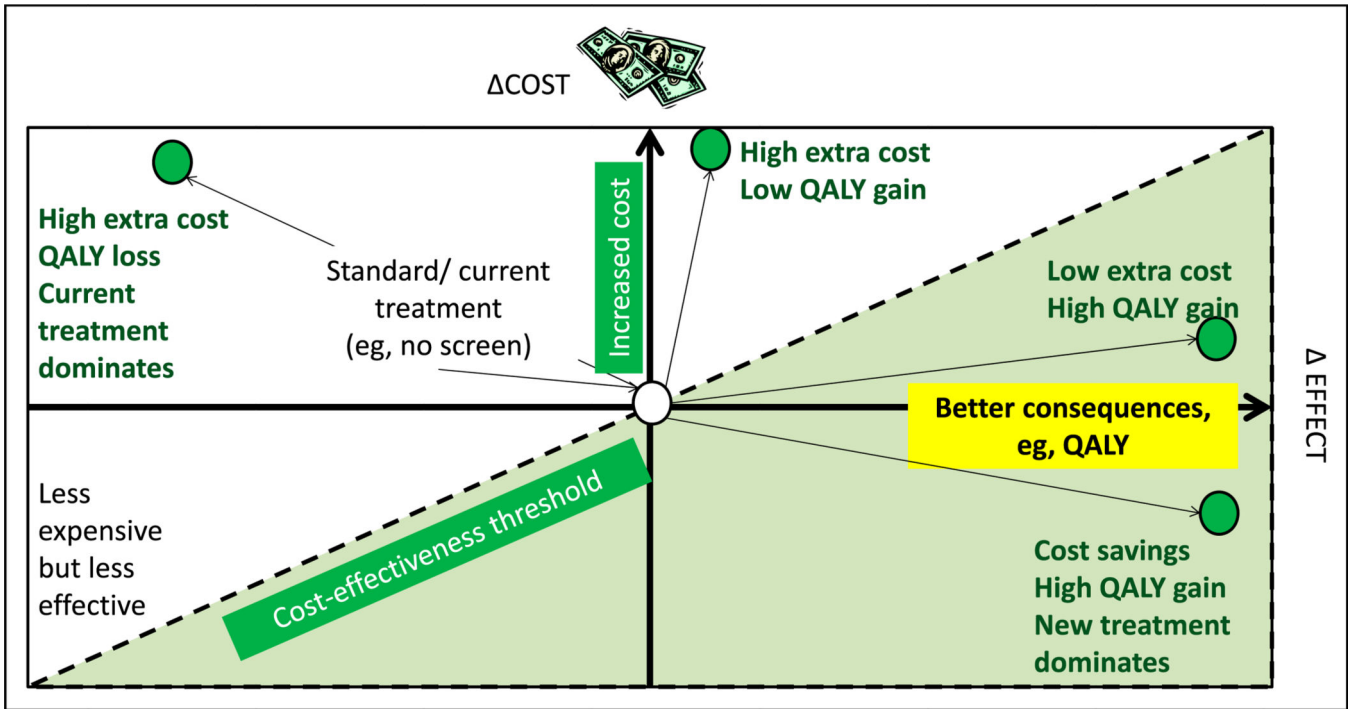 ΔCOST
High extra cost
Low QALY gain
Increased cost
High extra cost
QALY loss
Current
treatment
dominates
Standard/ current
treatment
(eg, no screen)
Low extra cost
High QALY gain
Δ EFFECT
Better consequences,
eg, QALY
Less
expensive
but less
effective
Cost-effectiveness threshold
Cost savings
High QALY gain
New treatment
dominates